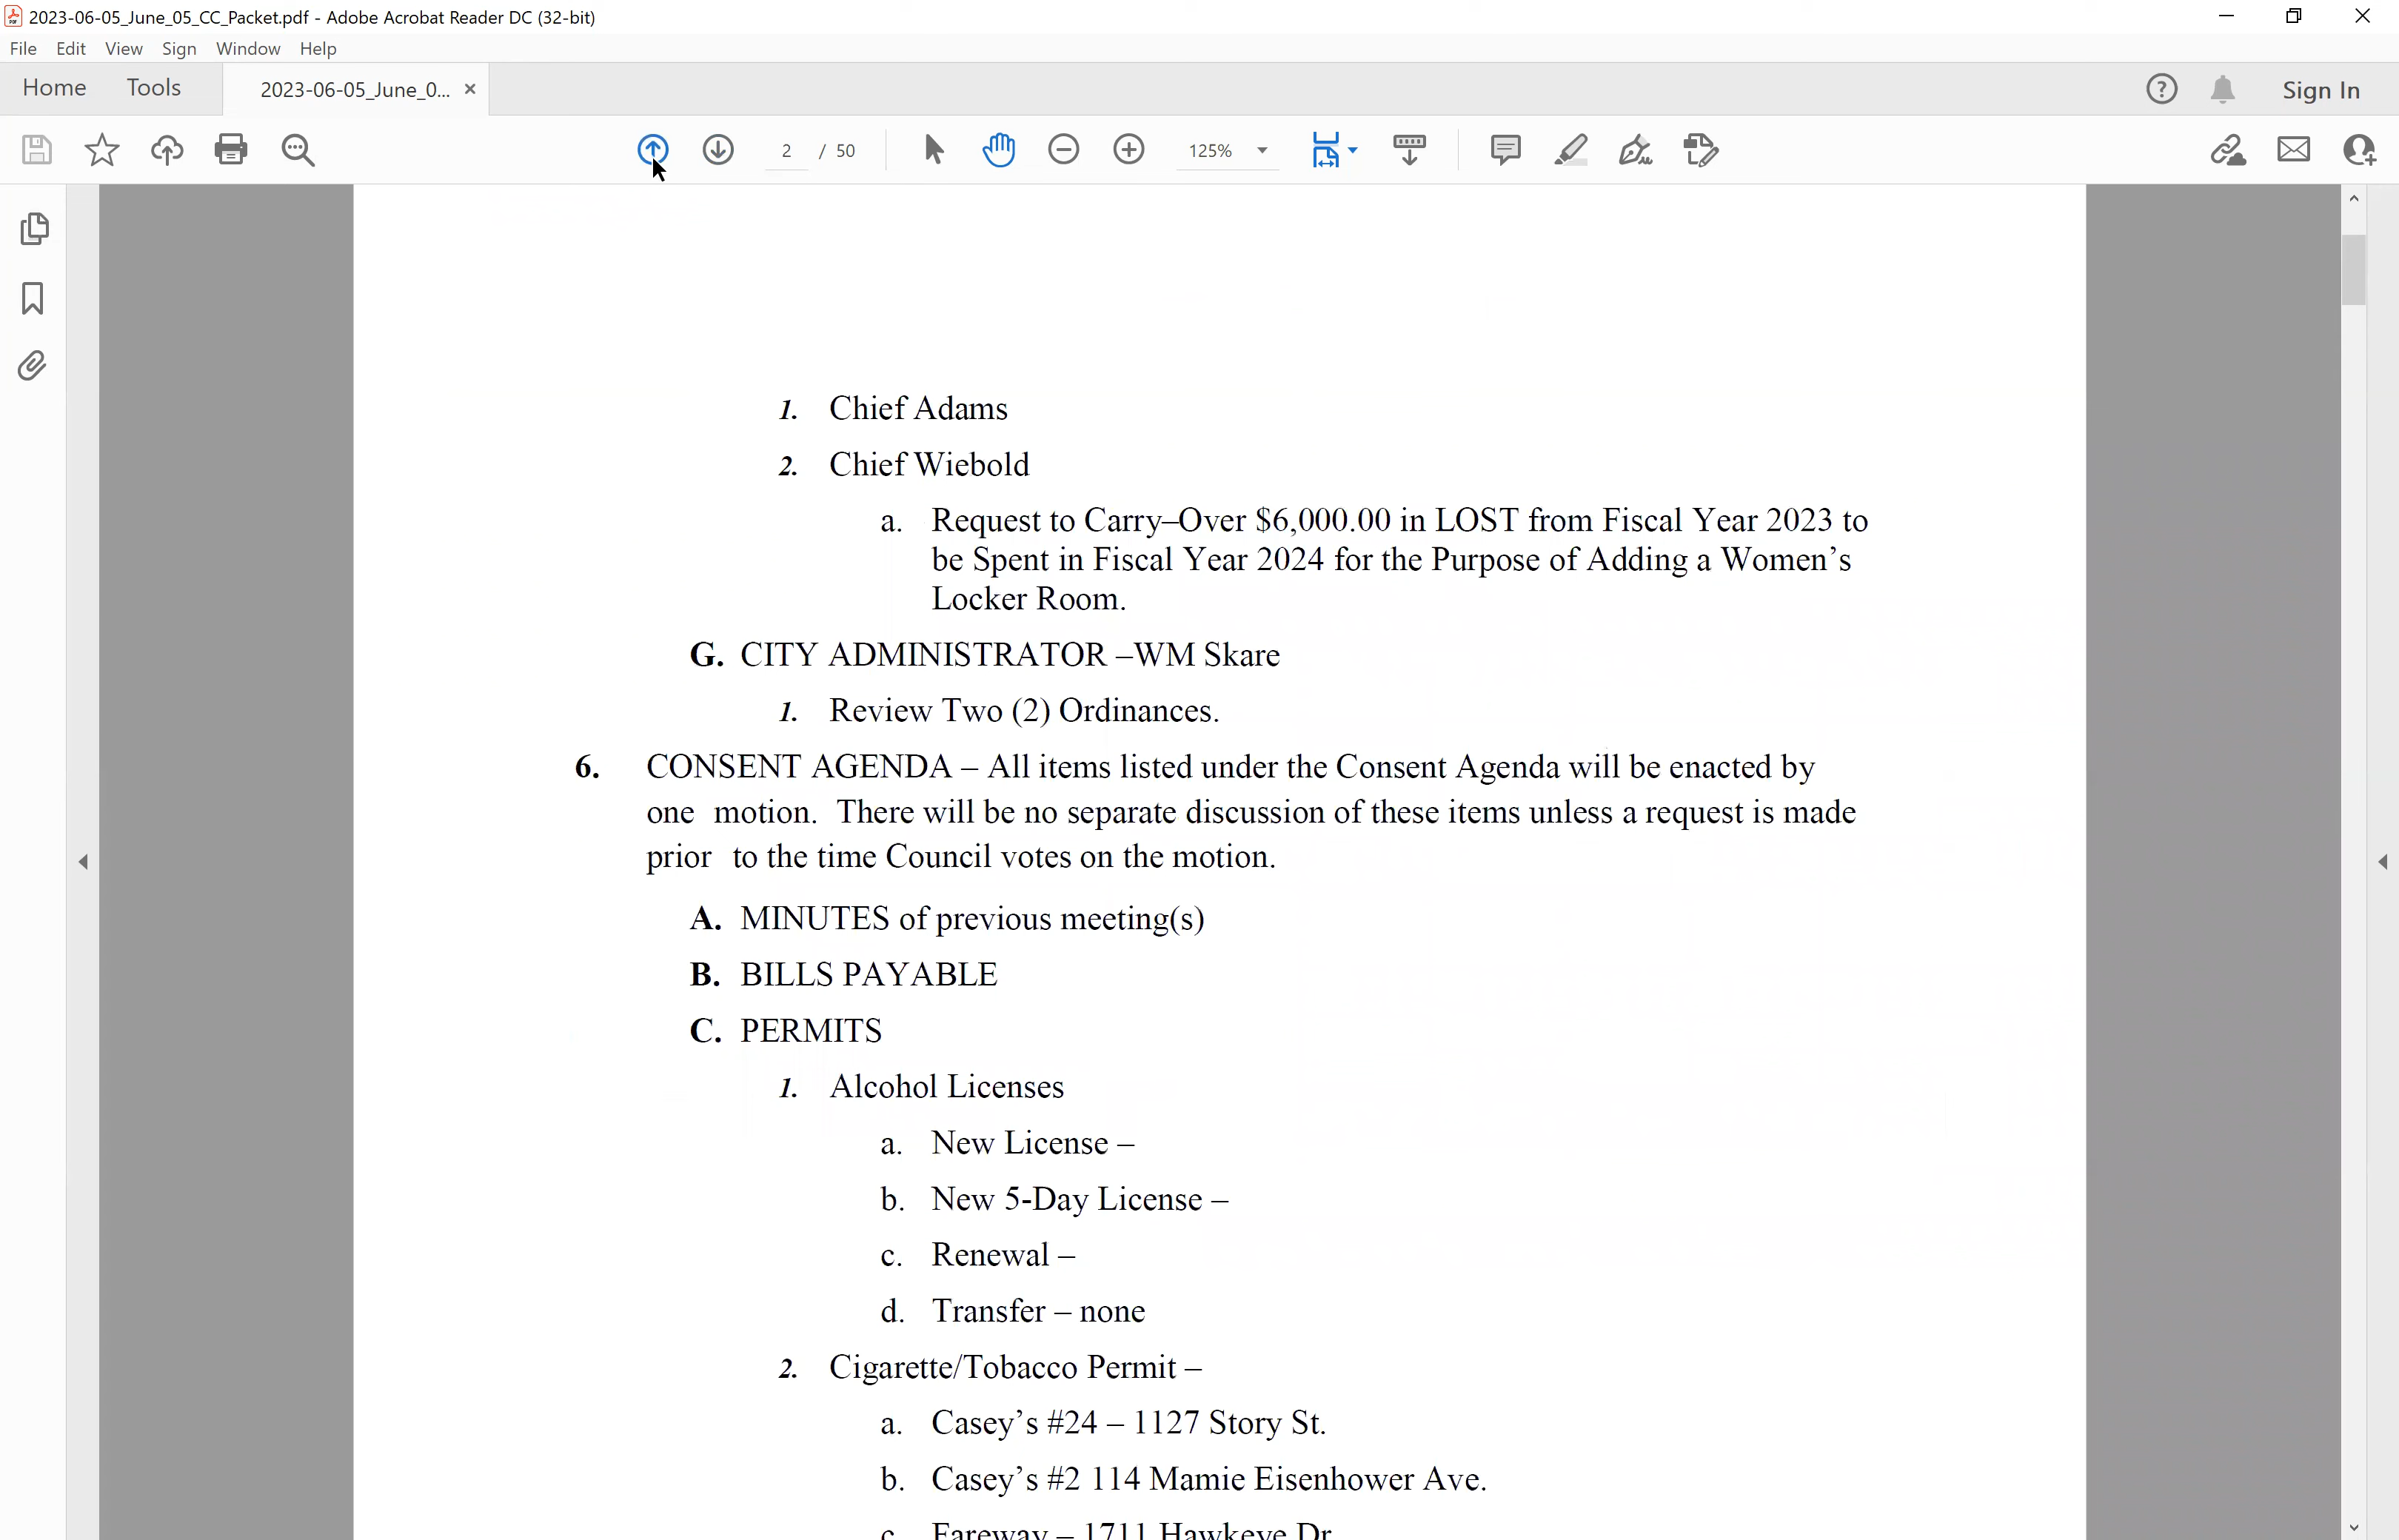 2023-06-05_June_05_CC_Packet.pdf - Adobe Acrobat Reader DC (32-bit)
File Edit View Sign Window Help
Home Tools 2023-06-05_June_0... × Sign In
2 / 50 125%
1. Chief Adams
2. Chief Wiebold
a. Request to Carry–Over $6,000.00 in LOST from Fiscal Year 2023 to
be Spent in Fiscal Year 2024 for the Purpose of Adding a Women’s
Locker Room.
G. CITY ADMINISTRATOR –WM Skare
1. Review Two (2) Ordinances.
6. CONSENT AGENDA – All items listed under the Consent Agenda will be enacted by
one motion. There will be no separate discussion of these items unless a request is made
prior to the time Council votes on the motion.
A. MINUTES of previous meeting(s)
B. BILLS PAYABLE
C. PERMITS
1. Alcohol Licenses
a. New License –
b. New 5-Day License –
c. Renewal –
d. Transfer – none
2. Cigarette/Tobacco Permit –
a. Casey’s #24 – 1127 Story St.
b. Casey’s #2 114 Mamie Eisenhower Ave.
c. Fareway – 1711 Hawkeye Dr.